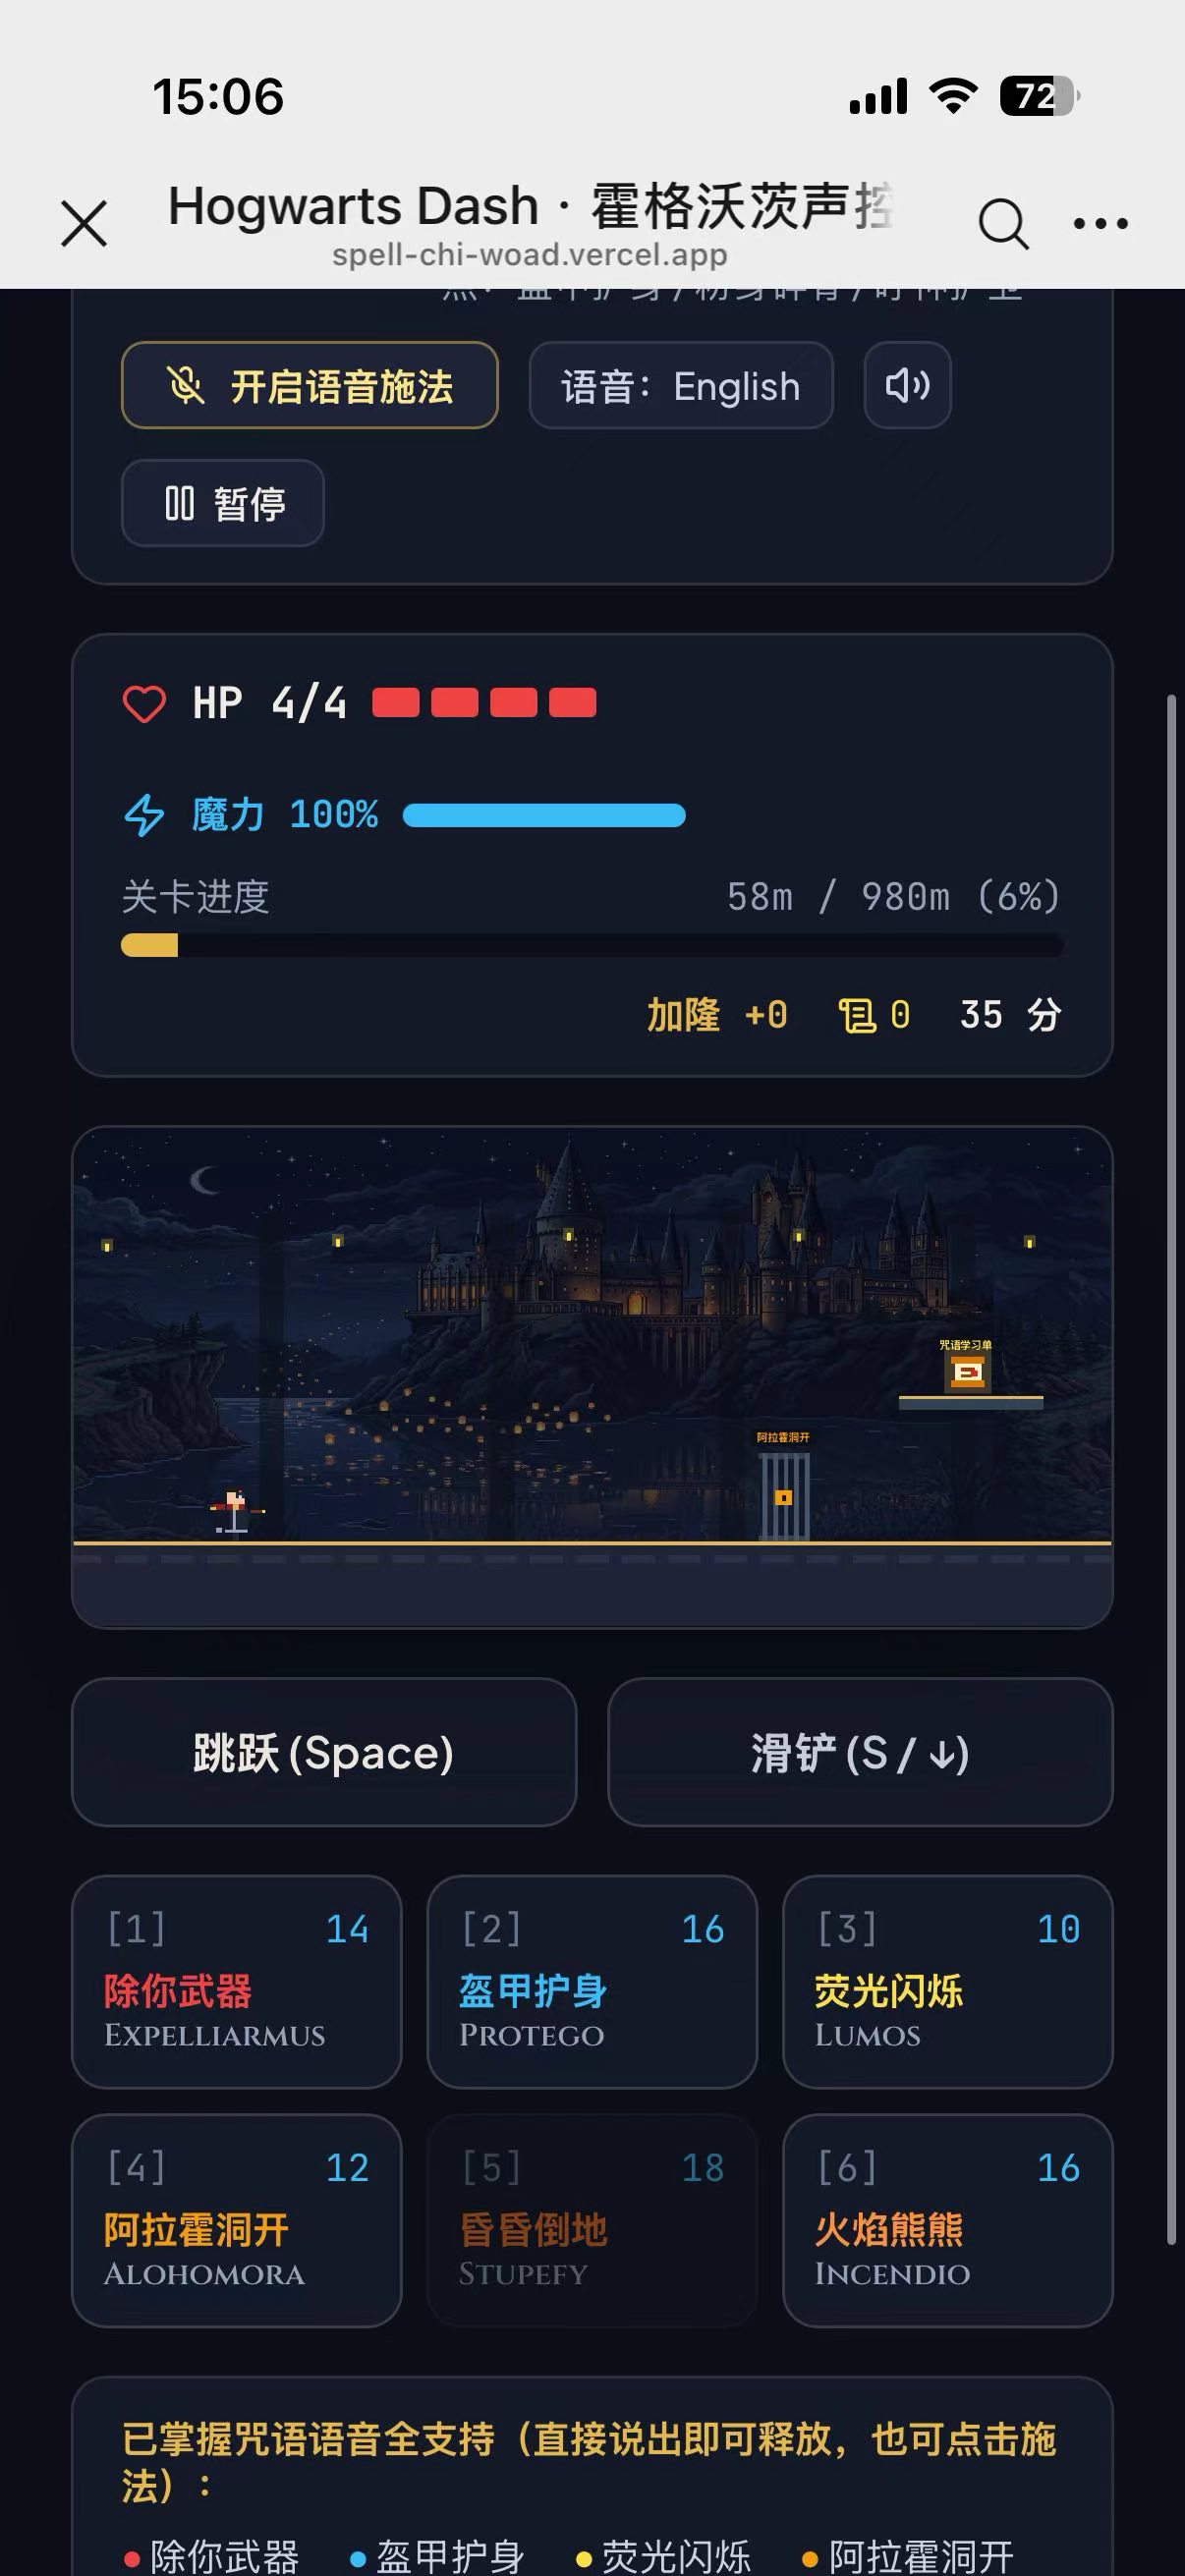 15:06
72
Hogwarts Dash · 霍格沃茨声控
spell-chi-woad.vercel.app
开启语音施法
语音：English
暂停
HP 4/4
魔力 100%
关卡进度 58m / 980m (6%)
加隆 +0 0 35 分
咒语学习单
阿拉霍洞开
跳跃 (Space) 滑铲 (S / ↓)
[1] 14 [2] 16 [3] 10
除你武器 盔甲护身 荧光闪烁
EXPELLIARMUS PROTEGO LUMOS
[4] 12 [5] 18 [6] 16
阿拉霍洞开 昏昏倒地 火焰熊熊
ALOHOMORA STUPEFY INCENDIO
已掌握咒语语音全支持（直接说出即可释放，也可点击施
法）：
除你武器 盔甲护身 荧光闪烁 阿拉霍洞开